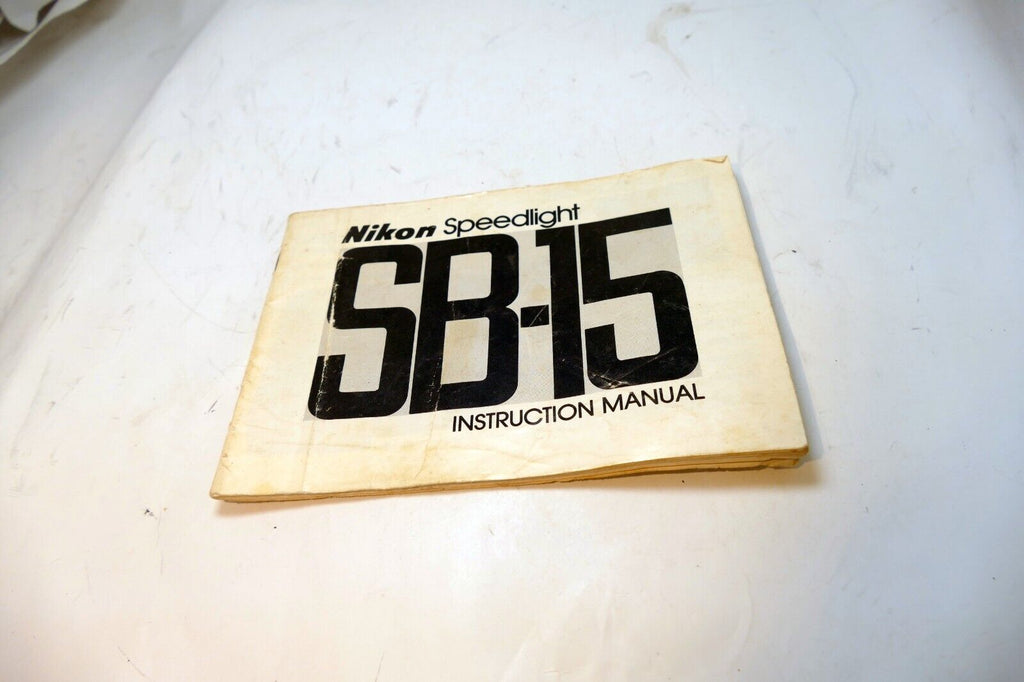 Nikon Speedlight
SB-15
INSTRUCTION MANUAL